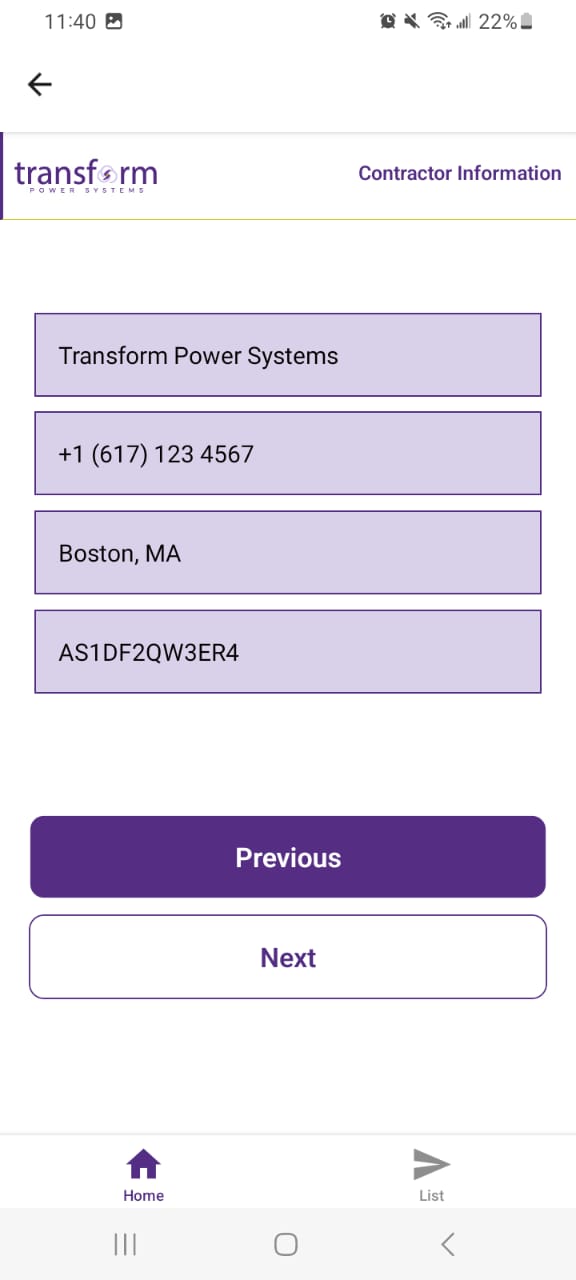 11:40 22%
transform
POWER SYSTEMS
Contractor Information
Transform Power Systems
+1 (617) 123 4567
Boston, MA
AS1DF2QW3ER4
Previous
Next
Home List